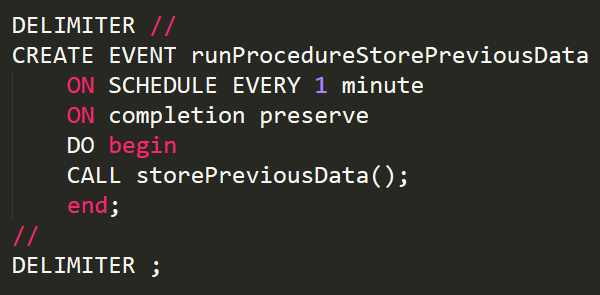 DELIMITER //
CREATE EVENT runProcedureStorePreviousData
    ON SCHEDULE EVERY 1 minute
    ON completion preserve
    DO begin
    CALL storePreviousData();
    end;
//
DELIMITER ;